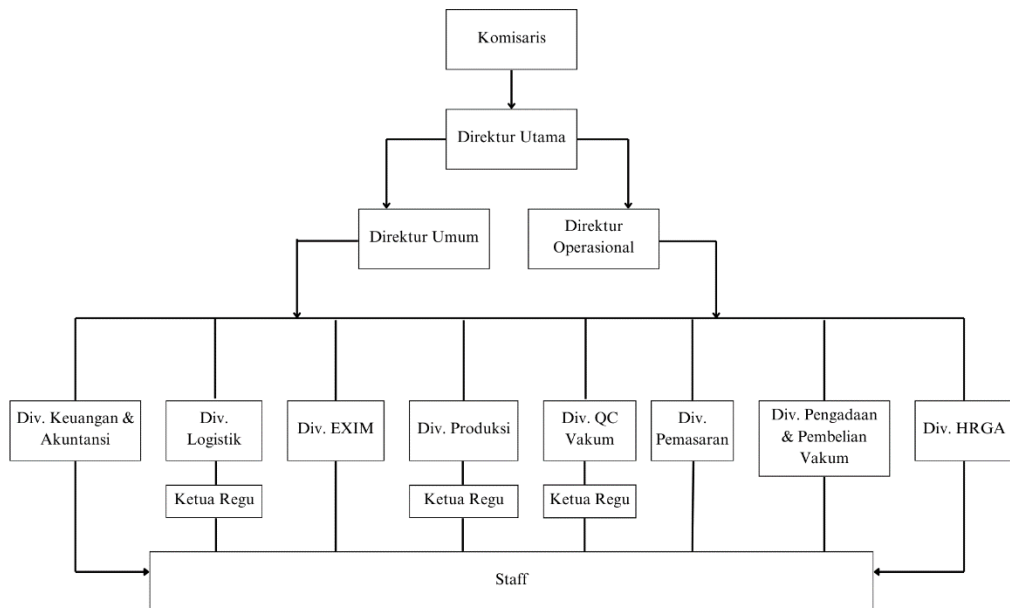 Komisaris
Direktur Utama
Direktur Umum
Direktur
Operasional
Div. Keuangan &
Akuntansi
Div.
Logistik
Div. EXIM
Div. Produksi
Div. QC
Vakum
Div.
Pemasaran
Div. Pengadaan
& Pembelian
Vakum
Div. HRGA
Ketua Regu
Ketua Regu
Ketua Regu
Staff